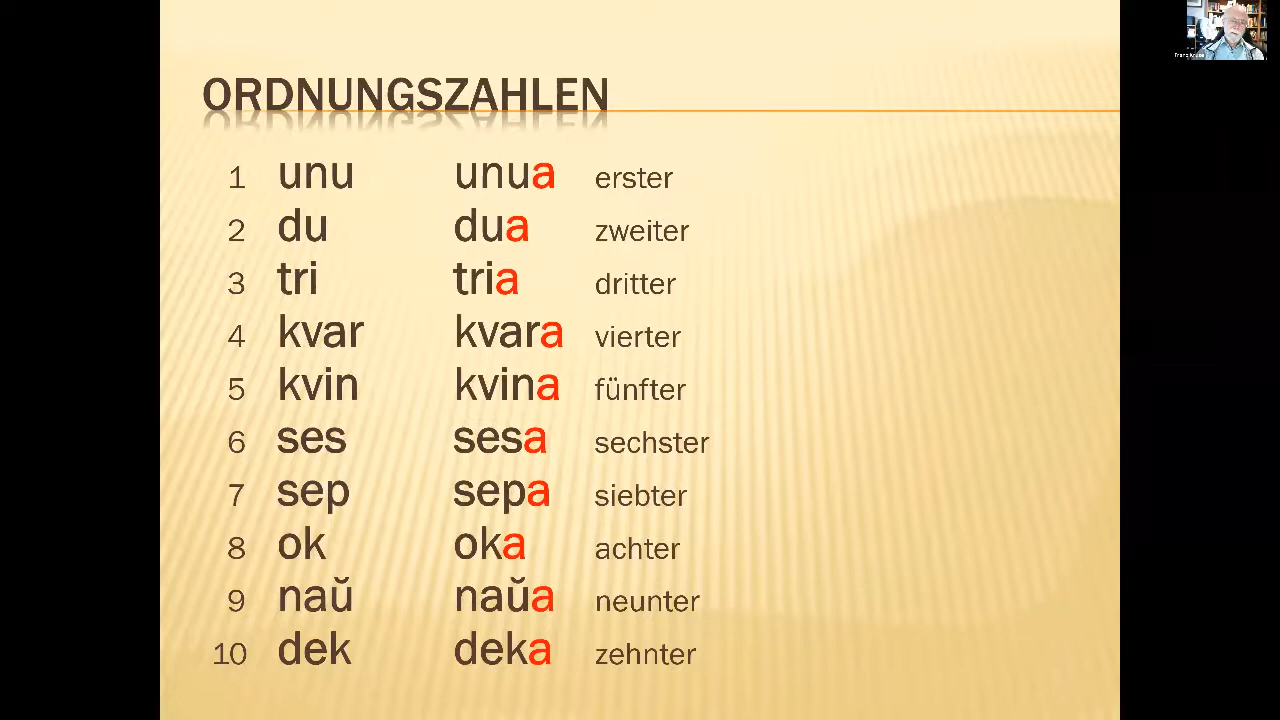 ORDNUNGSZAHLEN
1 unu unua erster
2 du dua zweiter
3 tri tria dritter
4 kvar kvara vierter
5 kvin kvina fünfter
6 ses sesa sechster
7 sep sepa siebter
8 ok oka achter
9 naŭ naŭa neunter
10 dek deka zehnter